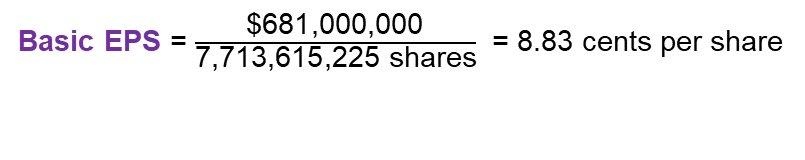 $681,000,000
Basic EPS = = 8.83 cents per share
7,713,615,225 shares